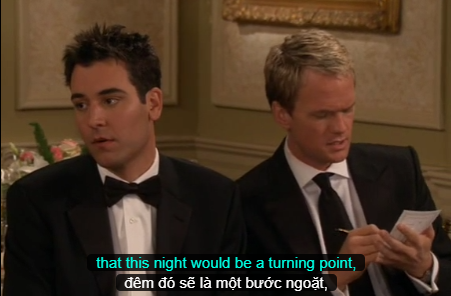 that this night would be a turning point,
đêm đó sẽ là một bước ngoặt,